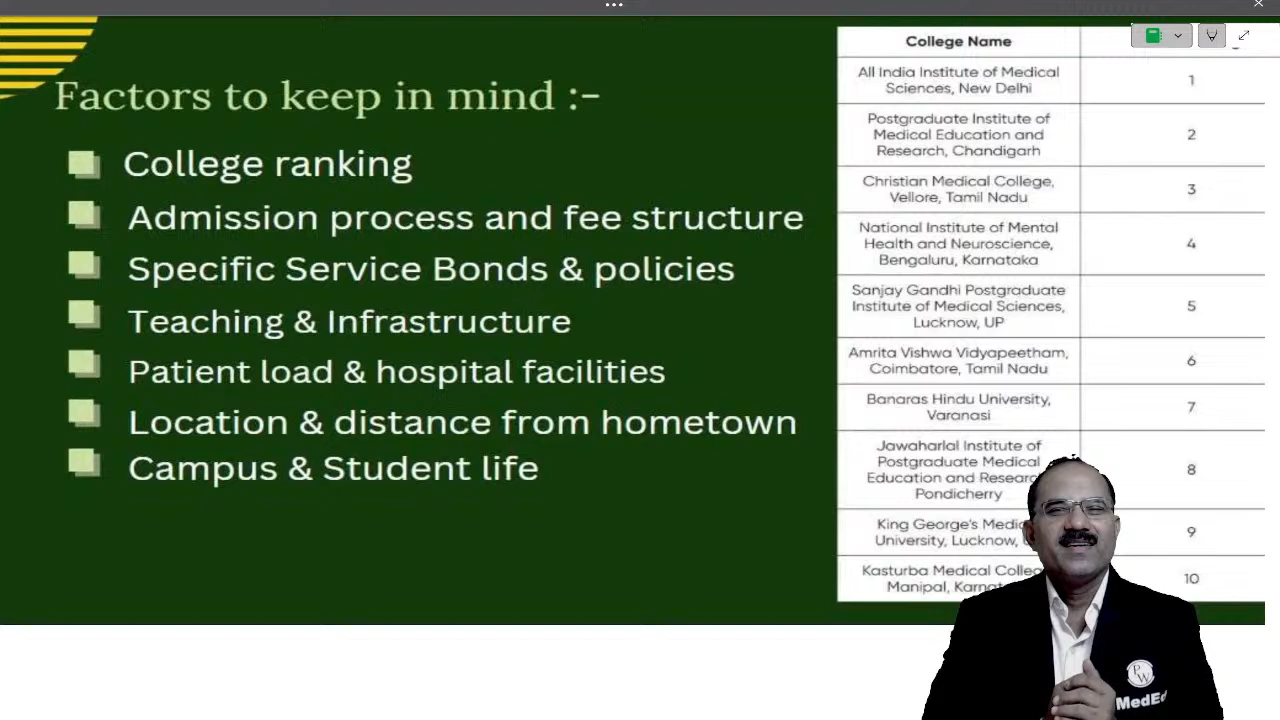 Factors to keep in mind :-
College ranking
Admission process and fee structure
Specific Service Bonds & policies
Teaching & Infrastructure
Patient load & hospital facilities
Location & distance from hometown
Campus & Student life
College Name
All India Institute of Medical
Sciences, New Delhi
1
Postgraduate Institute of
Medical Education and
Research, Chandigarh
2
Christian Medical College,
Vellore, Tamil Nadu
3
National Institute of Mental
Health and Neuroscience,
Bengaluru, Karnataka
4
Sanjay Gandhi Postgraduate
Institute of Medical Sciences,
Lucknow, UP
5
Amrita Vishwa Vidyapeetham,
Coimbatore, Tamil Nadu
6
Banaras Hindu University,
Varanasi
7
Jawaharlal Institute of
Postgraduate Medical
Education and
Pondicherry
8
King George's
University, Lucknow,
9
Kasturba Medical
Manipal,
10
PW
MedEd